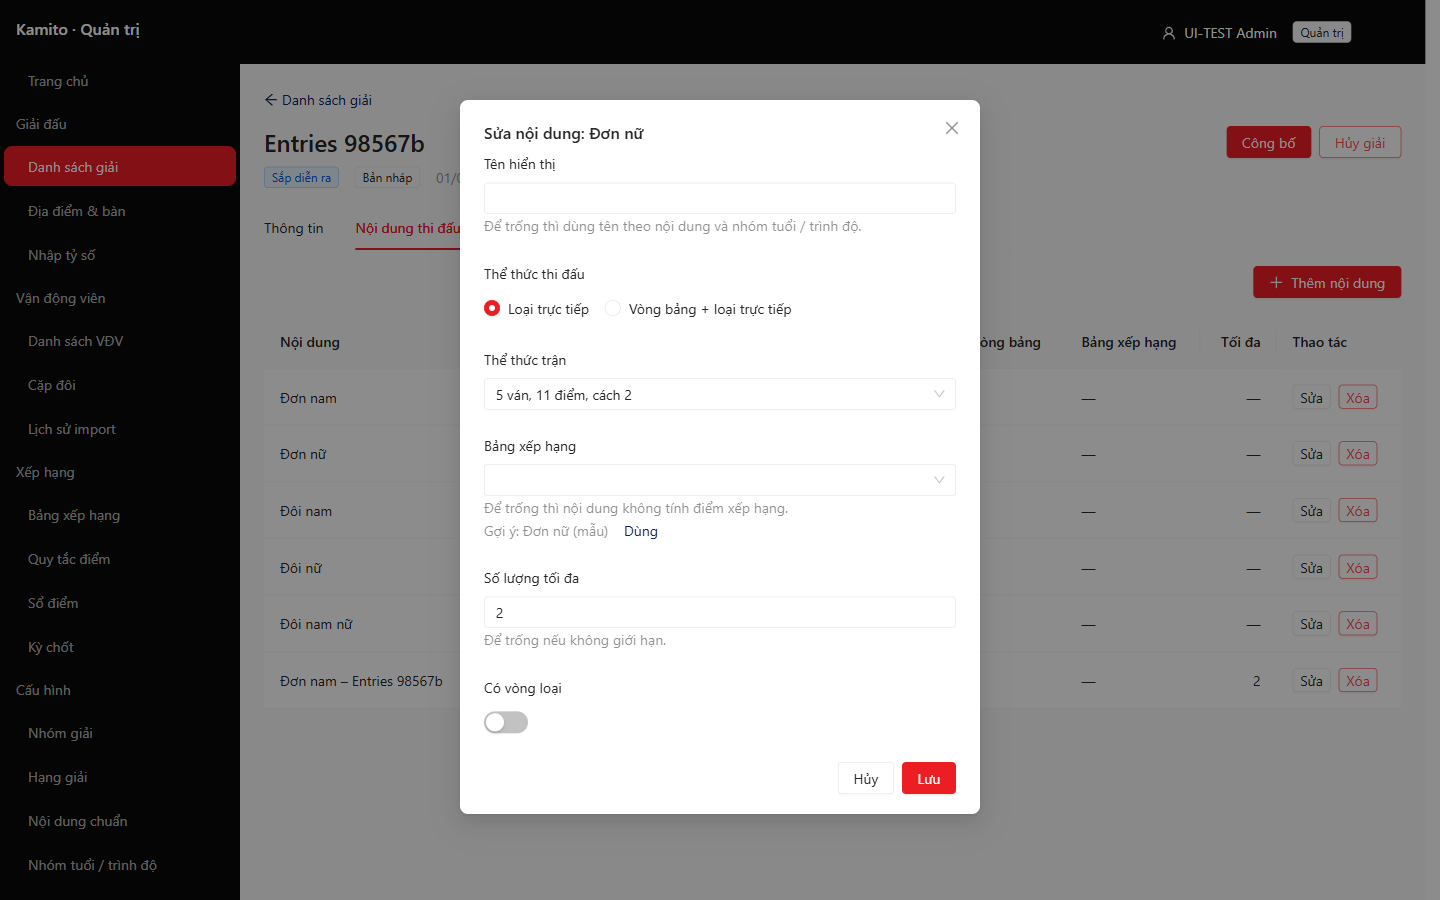 Kamito · Quản trị
UI-TEST Admin
Quản trị
Trang chủ
Giải đấu
Danh sách giải
Địa điểm & bàn
Nhập tỷ số
Vận động viên
Danh sách VĐV
Cặp đôi
Lịch sử import
Xếp hạng
Bảng xếp hạng
Quy tắc điểm
Sổ điểm
Kỳ chốt
Cấu hình
Nhóm giải
Hạng giải
Nội dung chuẩn
Nhóm tuổi / trình độ
Danh sách giải
Entries 98567b
Công bố
Hủy giải
Sắp diễn ra
Bản nháp
Thông tin
Nội dung thi đấu
Thêm nội dung
Nội dung
Bảng xếp hạng
Tối đa
Thao tác
Đơn nam — — Sửa Xóa
Đơn nữ — — Sửa Xóa
Đôi nam — — Sửa Xóa
Đôi nữ — — Sửa Xóa
Đôi nam nữ — — Sửa Xóa
Đơn nam – Entries 98567b — 2 Sửa Xóa
Sửa nội dung: Đơn nữ
Tên hiển thị
Để trống thì dùng tên theo nội dung và nhóm tuổi / trình độ.
Thể thức thi đấu
Loại trực tiếp
Vòng bảng + loại trực tiếp
Thể thức trận
5 ván, 11 điểm, cách 2
Bảng xếp hạng
Để trống thì nội dung không tính điểm xếp hạng.
Gợi ý: Đơn nữ (mẫu) Dùng
Số lượng tối đa
2
Để trống nếu không giới hạn.
Có vòng loại
Hủy
Lưu